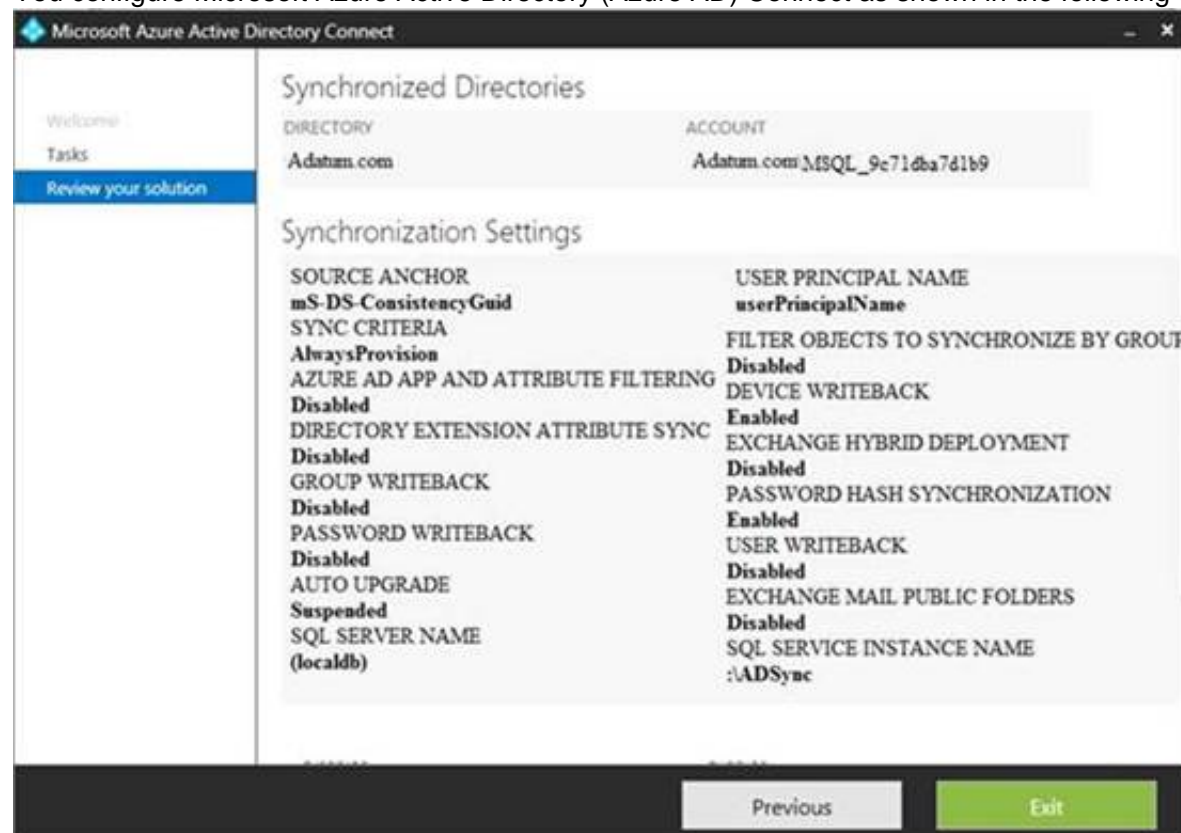 You configure Microsoft Azure Active Directory (Azure AD) Connect as shown in the following
Microsoft Azure Active Directory Connect
Welcome
Tasks
Review your solution
Synchronized Directories
DIRECTORY ACCOUNT
Adatum.com Adatum.com\MSQL_9c71dba7d1b9
Synchronization Settings
SOURCE ANCHOR
mS-DS-ConsistencyGuid
SYNC CRITERIA
AlwaysProvision
AZURE AD APP AND ATTRIBUTE FILTERING
Disabled
DIRECTORY EXTENSION ATTRIBUTE SYNC
Disabled
GROUP WRITEBACK
Disabled
PASSWORD WRITEBACK
Disabled
AUTO UPGRADE
Suspended
SQL SERVER NAME
(localdb)
USER PRINCIPAL NAME
userPrincipalName
FILTER OBJECTS TO SYNCHRONIZE BY GROUP
Disabled
DEVICE WRITEBACK
Enabled
EXCHANGE HYBRID DEPLOYMENT
Disabled
PASSWORD HASH SYNCHRONIZATION
Enabled
USER WRITEBACK
Disabled
EXCHANGE MAIL PUBLIC FOLDERS
Disabled
SQL SERVICE INSTANCE NAME
:\ADSync
Previous
Exit